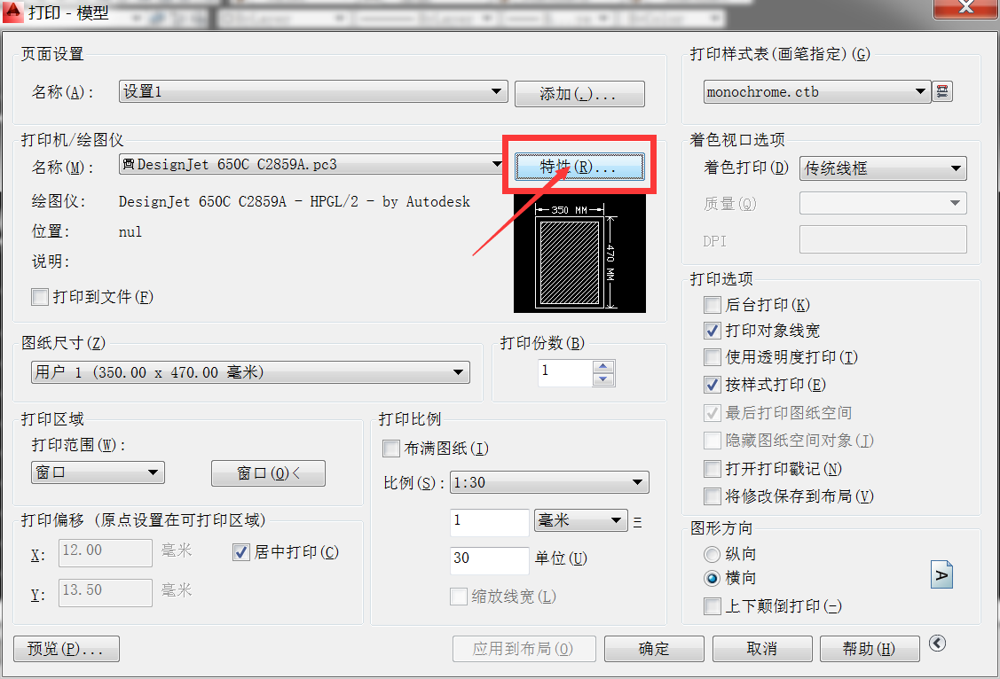 打印 - 模型
页面设置
名称(A):
设置1
添加(.)...
打印机/绘图仪
名称(M):
DesignJet 650C C2859A.pc3
特性(R)...
绘图仪:
DesignJet 650C C2859A - HPGL/2 - by Autodesk
位置:
nul
说明:
打印到文件(F)
350 MM
470 MM
图纸尺寸(Z)
用户 1 (350.00 x 470.00 毫米)
打印份数(B)
1
打印区域
打印范围(W):
窗口
窗口(O)<
打印比例
布满图纸(I)
比例(S):
1:30
1
毫米
30
单位(U)
缩放线宽(L)
打印偏移 (原点设置在可打印区域)
X:
12.00
毫米
居中打印(C)
Y:
13.50
毫米
打印样式表(画笔指定)(G)
monochrome.ctb
着色视口选项
着色打印(D)
传统线框
质量(Q)
DPI
打印选项
后台打印(K)
打印对象线宽
使用透明度打印(T)
按样式打印(E)
最后打印图纸空间
隐藏图纸空间对象(J)
打开打印戳记(N)
将修改保存到布局(V)
图形方向
纵向
横向
A
上下颠倒打印(-)
预览(P)...
应用到布局(O)
确定
取消
帮助(H)